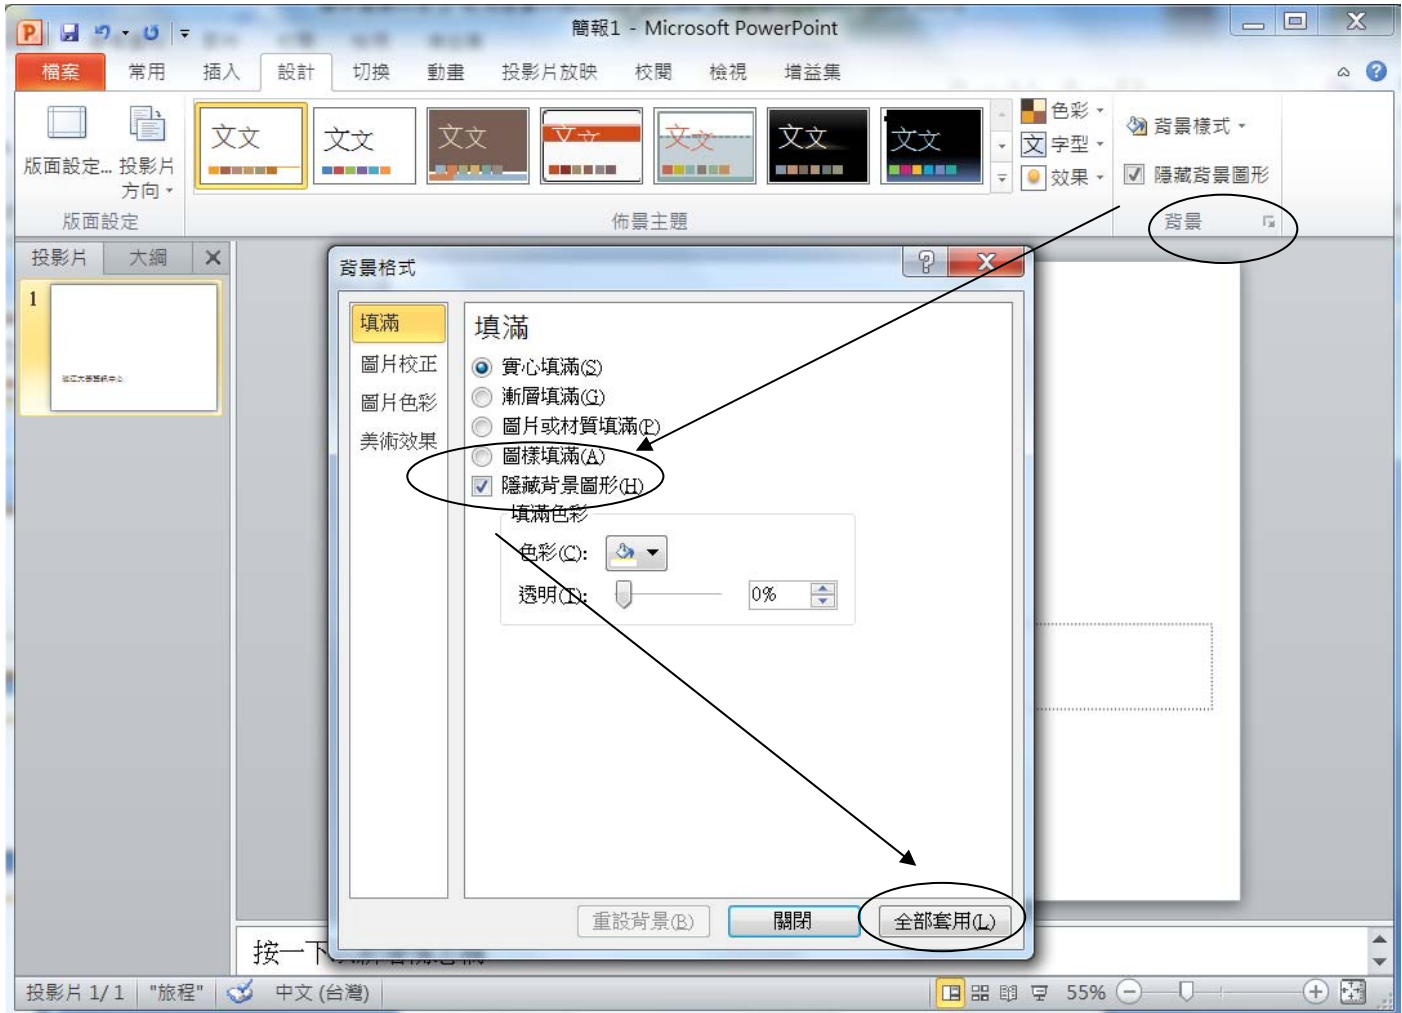 簡報1 - Microsoft PowerPoint
檔案 常用 插入 設計 切換 動畫 投影片放映 校閱 檢視 增益集
文文 文文 文文 文文 文文 文文 文文
色彩
文 字型
效果
背景樣式
隱藏背景圖形
版面設定... 投影片
方向
版面設定 佈景主題 背景
投影片 大綱
1
背景格式
填滿
圖片校正
圖片色彩
美術效果
填滿
實心填滿(S)
漸層填滿(G)
圖片或材質填滿(P)
圖樣填滿(A)
隱藏背景圖形(H)
填滿色彩
色彩(C):
透明(T): 0%
重設背景(B) 關閉 全部套用(L)
按一下
投影片 1/1 "旅程" 中文 (台灣) 55%